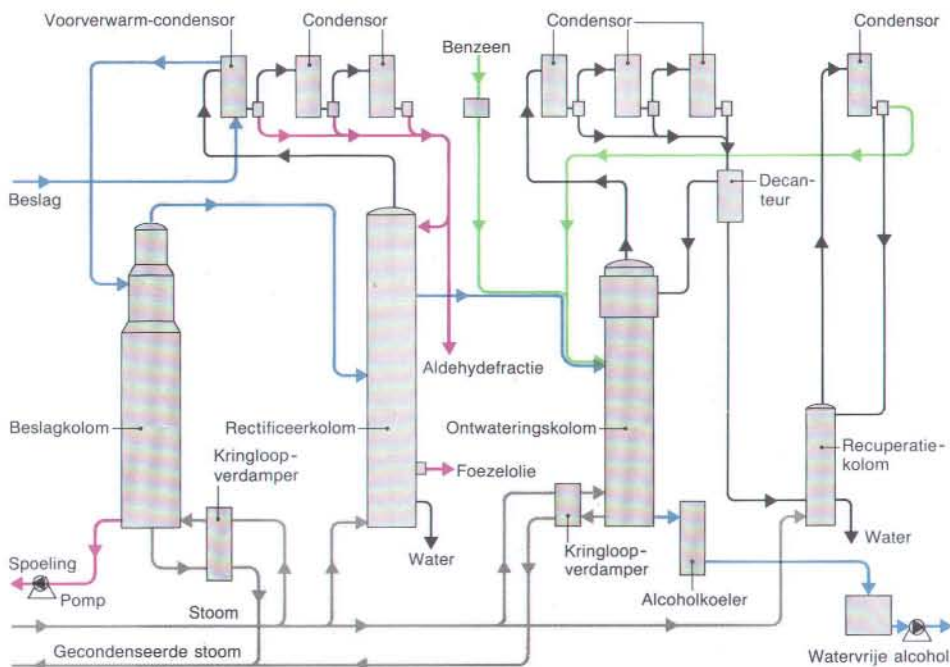 Voorverwarm-condensor
Condensor
Condensor
Condensor
Benzeen
Beslag
Decan-
teur
Aldehydefractie
Beslagkolom
Rectificeerkolom
Ontwateringskolom
Recuperatie-
kolom
Kringloop-
verdamper
Foezelolie
Spoeling
Pomp
Water
Kringloop-
verdamper
Water
Alcoholkoeler
Stoom
Gecondenseerde stoom
Watervrije alcohol